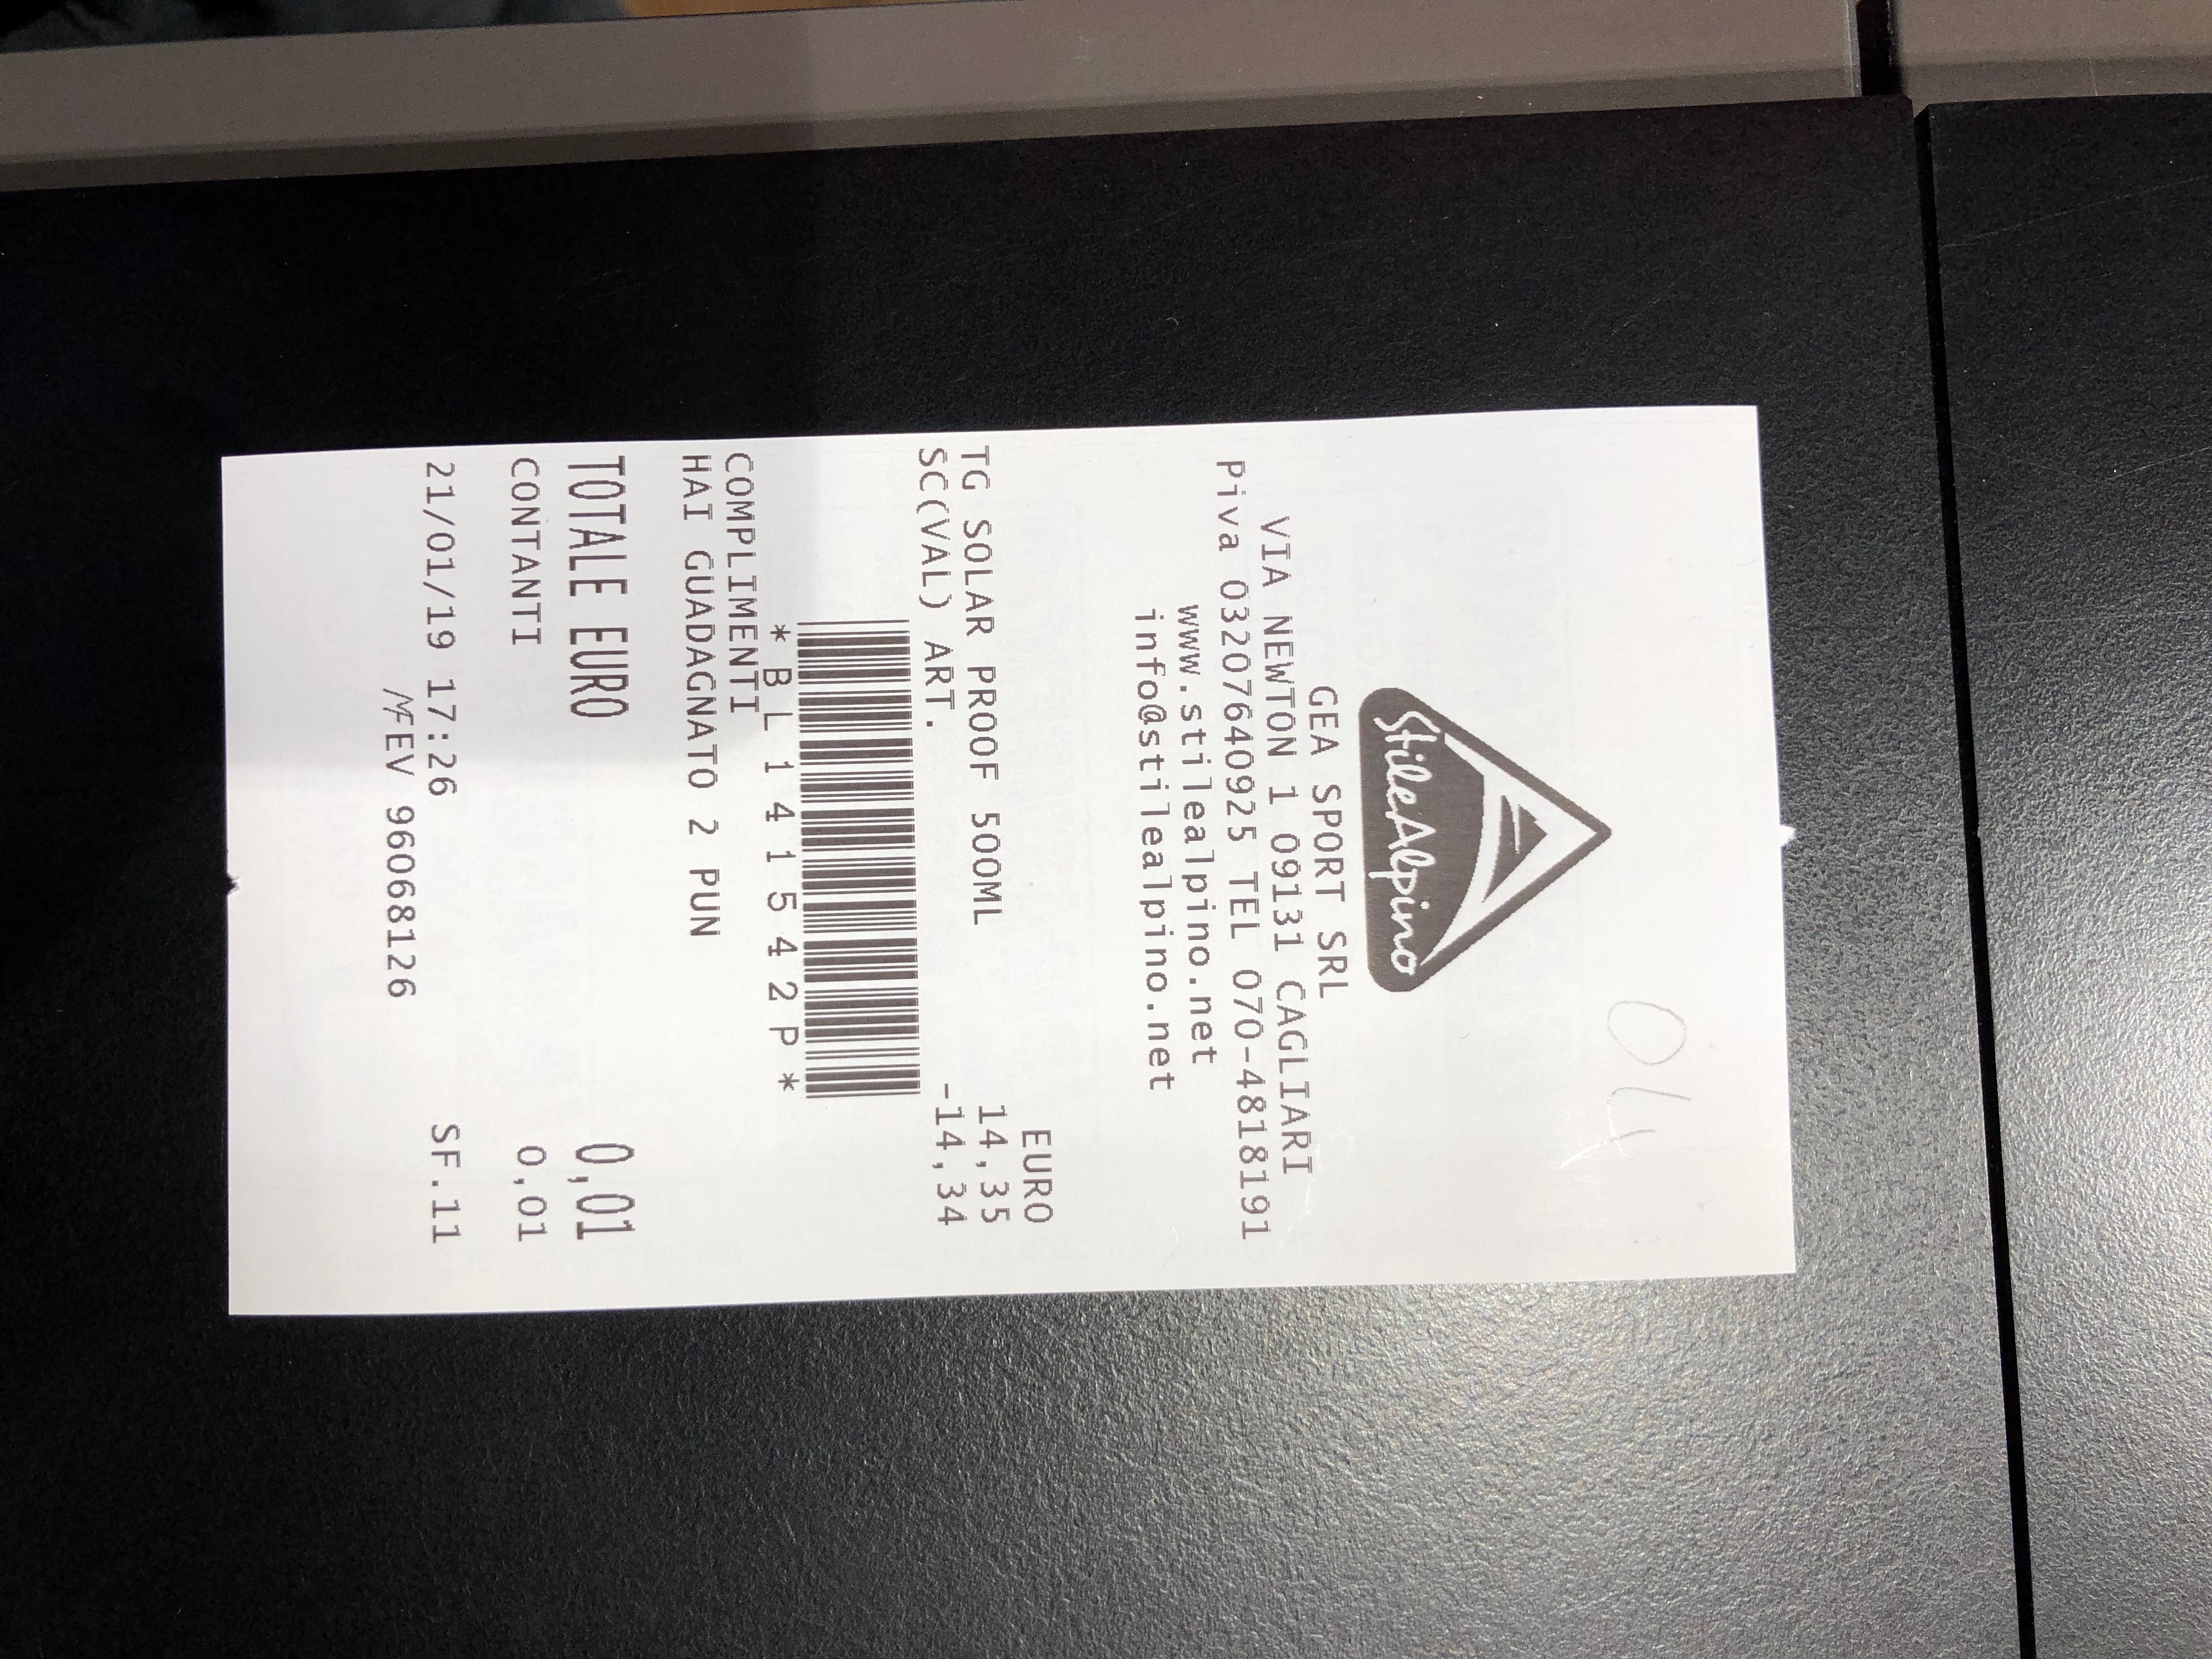 StileAlpino
GEA SPORT SRL
VIA NEWTON 1 09131 CAGLIARI
Piva 03207640925 TEL 070-4818191
www.stilealpino.net
info@stilealpino.net
EURO
TG SOLAR PROOF 500ML 14,35
SC(VAL) ART. -14,34
*BL141542P*
COMPLIMENTI
HAI GUADAGNATO 2 PUN
TOTALE EURO 0,01
CONTANTI 0,01
21/01/19 17:26 SF.11
MFEV 96068126